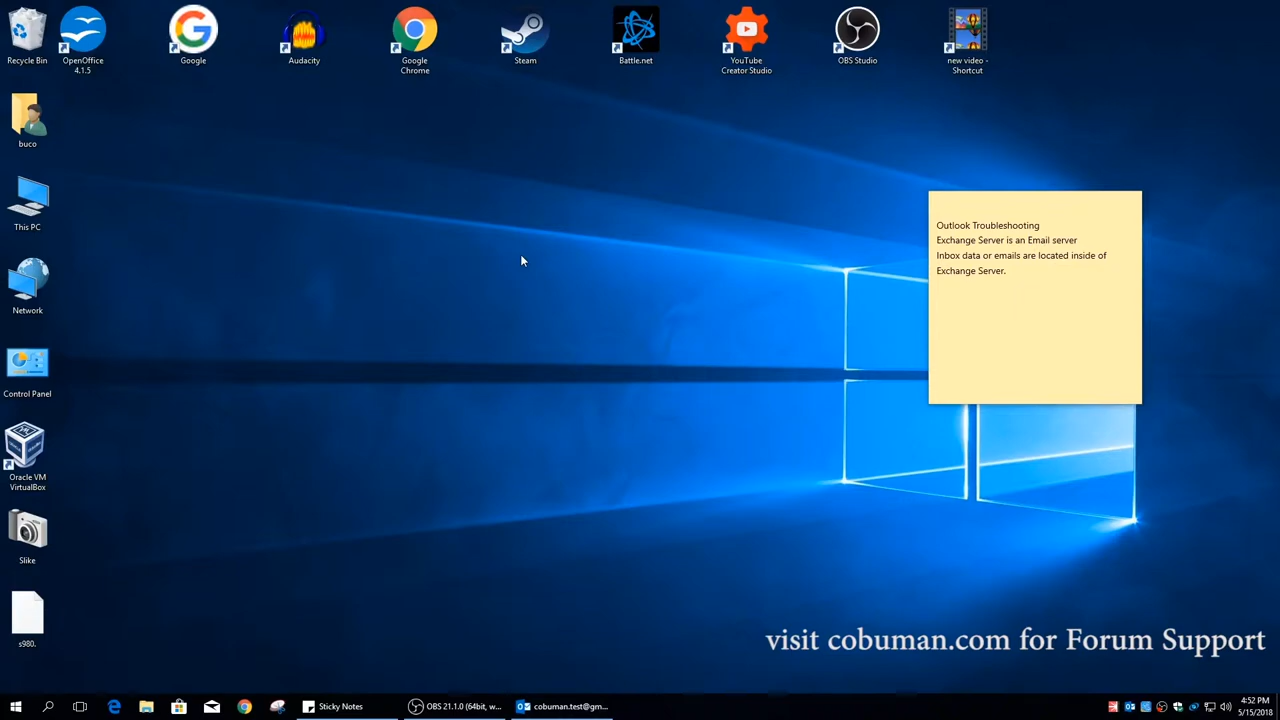 Recycle Bin
OpenOffice
4.1.5
Google
Audacity
Google
Chrome
Steam
Battle.net
YouTube
Creator Studio
OBS Studio
new video -
Shortcut
buco
This PC
Network
Control Panel
Oracle VM
VirtualBox
Slike
s980.
Outlook Troubleshooting
Exchange Server is an Email server
Inbox data or emails are located inside of
Exchange Server.
visit cobuman.com for Forum Support
Sticky Notes
OBS 21.1.0 (64bit, w...
cobuman.test@gm...
4:52 PM
5/15/2018